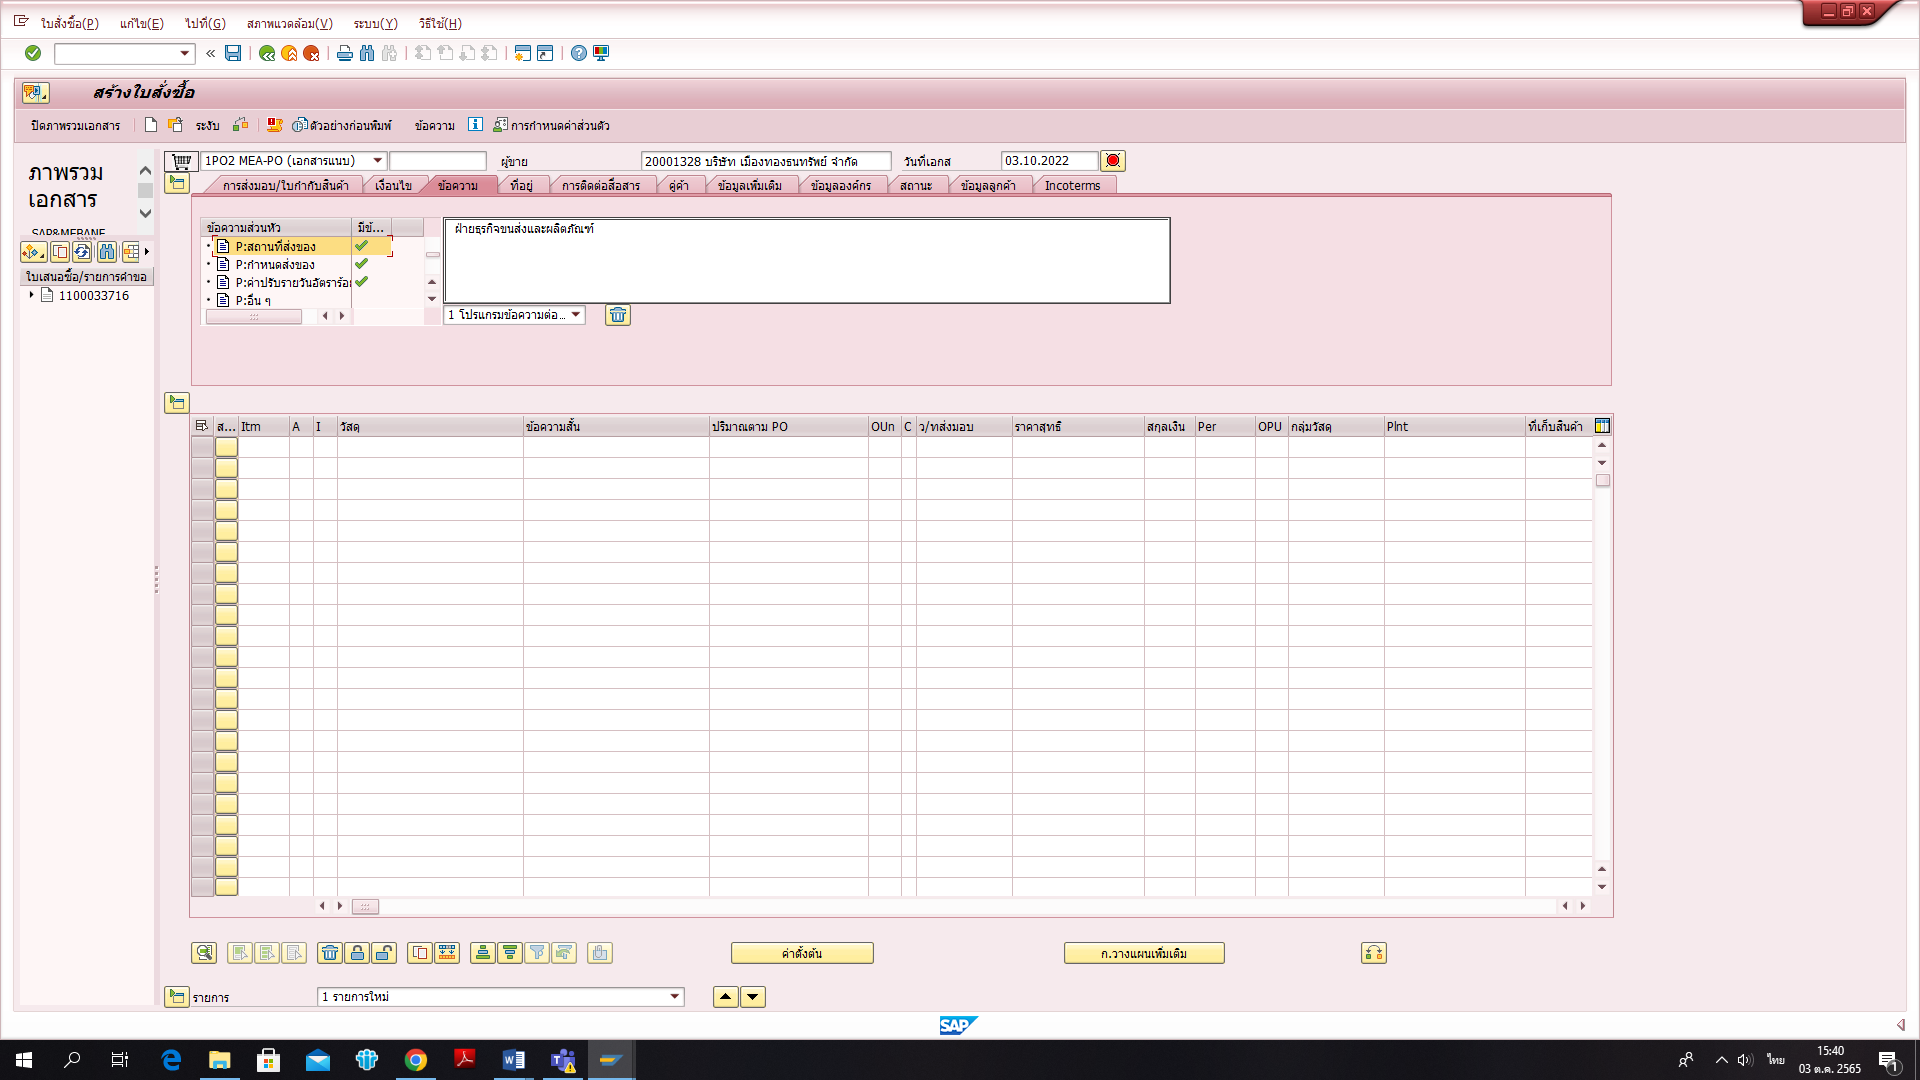 ใบสั่งซื้อ(P) แก้ไข(E) ไปที่(G) สภาพแวดล้อม(V) ระบบ(Y) วิธีใช้(H)
สร้างใบสั่งซื้อ
ปิดภาพรวมเอกสาร ระงับ ตัวอย่างก่อนพิมพ์ ข้อความ การกำหนดค่าส่วนตัว
ภาพรวม
เอกสาร
SAP&MEBANE
ใบเสนอซื้อ/รายการคำขอ
1100033716
1PO2 MEA-PO (เอกสารแนบ) ผู้ขาย 20001328 บริษัท เมืองทองธนทรัพย์ จำกัด วันที่เอกส 03.10.2022
การส่งมอบ/ใบกำกับสินค้า เงื่อนไข ข้อความ ที่อยู่ การติดต่อสื่อสาร คู่ค้า ข้อมูลเพิ่มเติม ข้อมูลองค์กร สถานะ ข้อมูลลูกค้า Incoterms
ข้อความส่วนหัว มีข้...
P:สถานที่ส่งของ
P:กำหนดส่งของ
P:ค่าปรับรายวันอัตราร้อย
P:อื่น ๆ
ฝ่ายธุรกิจขนส่งและผลิตภัณฑ์
1 โปรแกรมข้อความต่อ...
ส... Itm A I วัสดุ ข้อความสั้น ปริมาณตาม PO OUn C ว/ทส่งมอบ ราคาสุทธิ สกุลเงิน Per OPU กลุ่มวัสดุ Plnt ที่เก็บสินค้า
ค่าตั้งต้น ก.วางแผนเพิ่มเติม
รายการ 1 รายการใหม่
SAP
ไทย
15:40
03 ต.ค. 2565
1